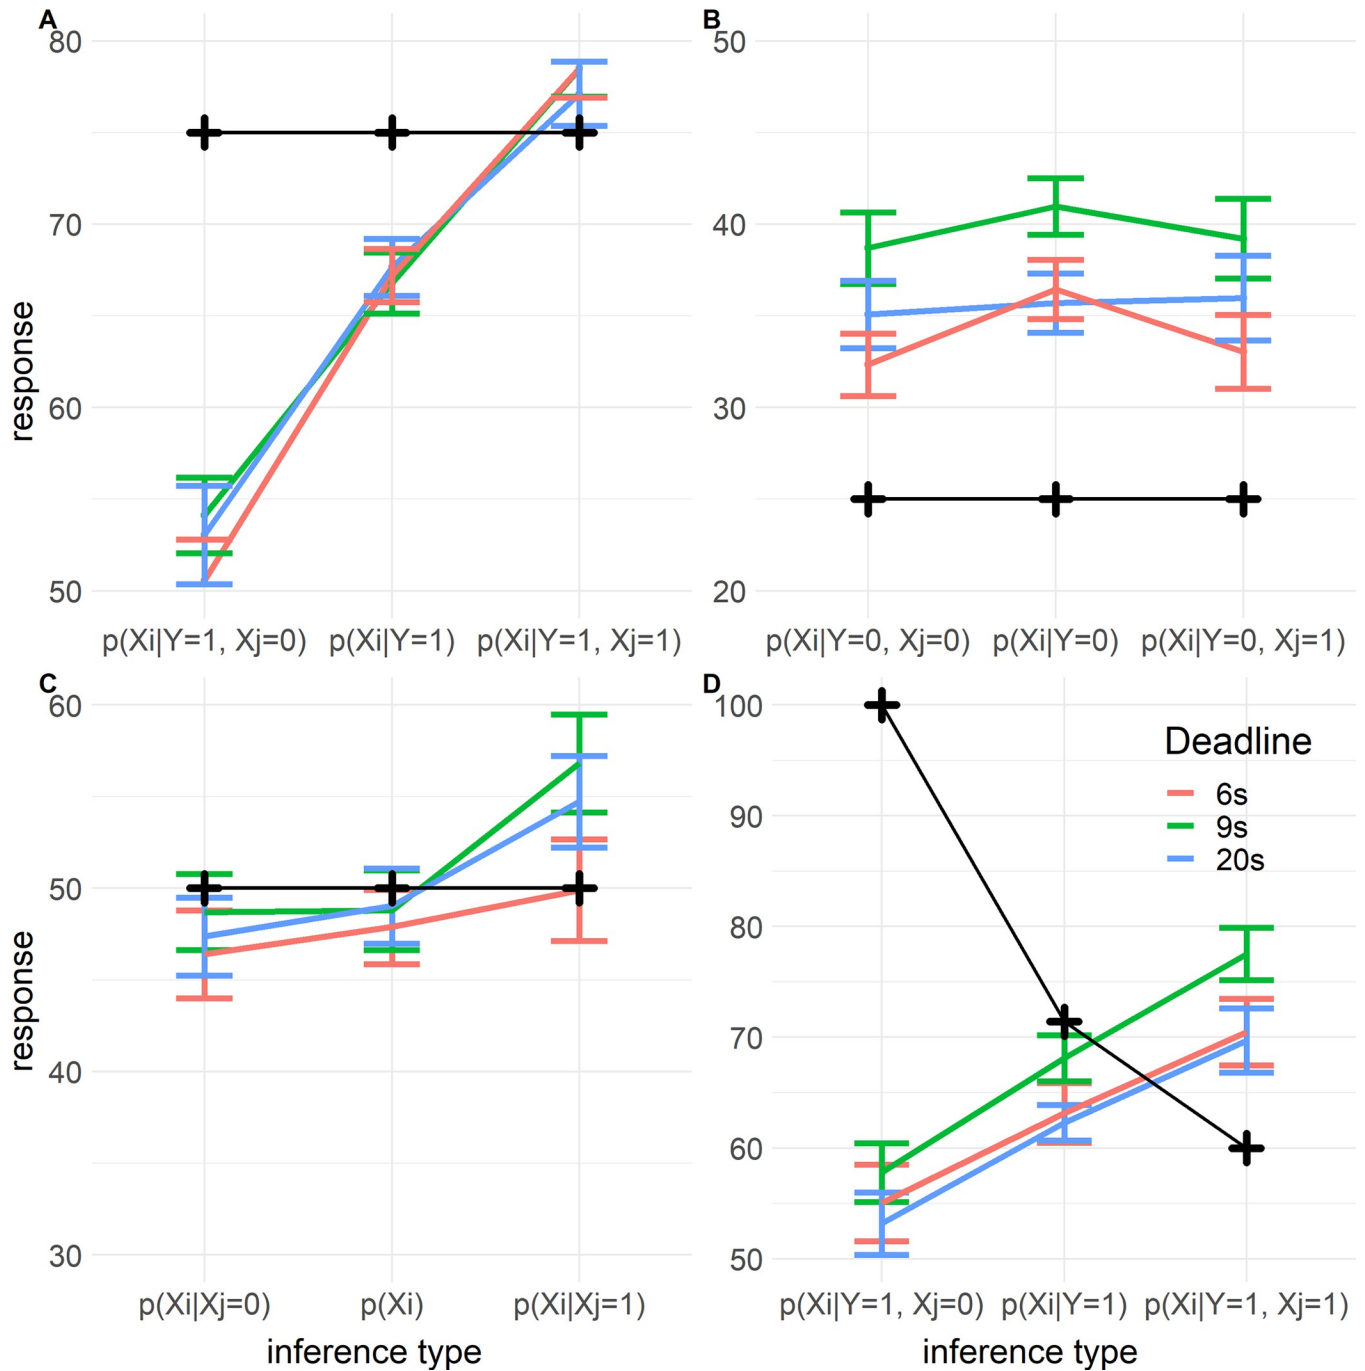 A
80
70
60
50
response
p(Xi|Y=1, Xj=0) p(Xi|Y=1) p(Xi|Y=1, Xj=1)
B
50
40
30
20
p(Xi|Y=0, Xj=0) p(Xi|Y=0) p(Xi|Y=0, Xj=1)
C
60
50
40
30
response
p(Xi|Xj=0) p(Xi) p(Xi|Xj=1)
inference type
D
100
90
80
70
60
50
Deadline
6s
9s
20s
p(Xi|Y=1, Xj=0) p(Xi|Y=1) p(Xi|Y=1, Xj=1)
inference type